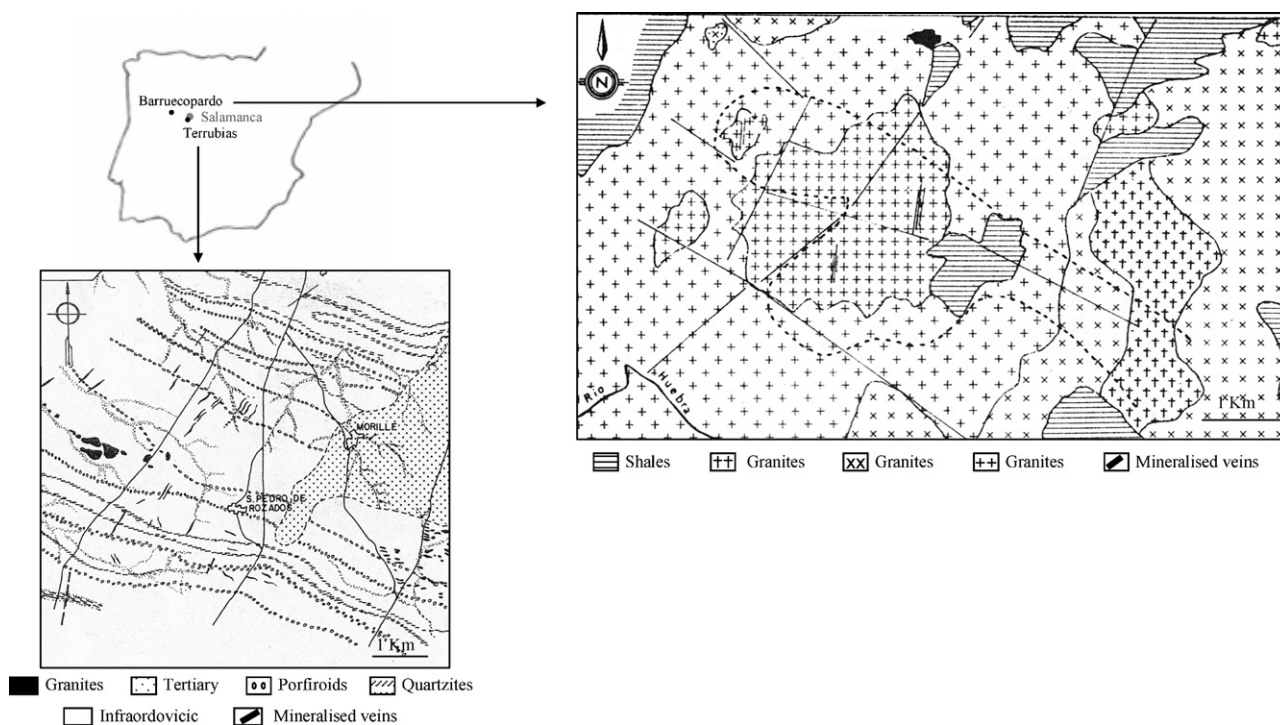 Barruecopardo
Salamanca
Terrubias
N
Rio Huebra
1 Km
Shales Granites Granites Granites Mineralised veins
MORILLE
S. PEDRO DE
ROZADOS
1 Km
Granites Tertiary Porfiroids Quartzites
Infraordovicic Mineralised veins